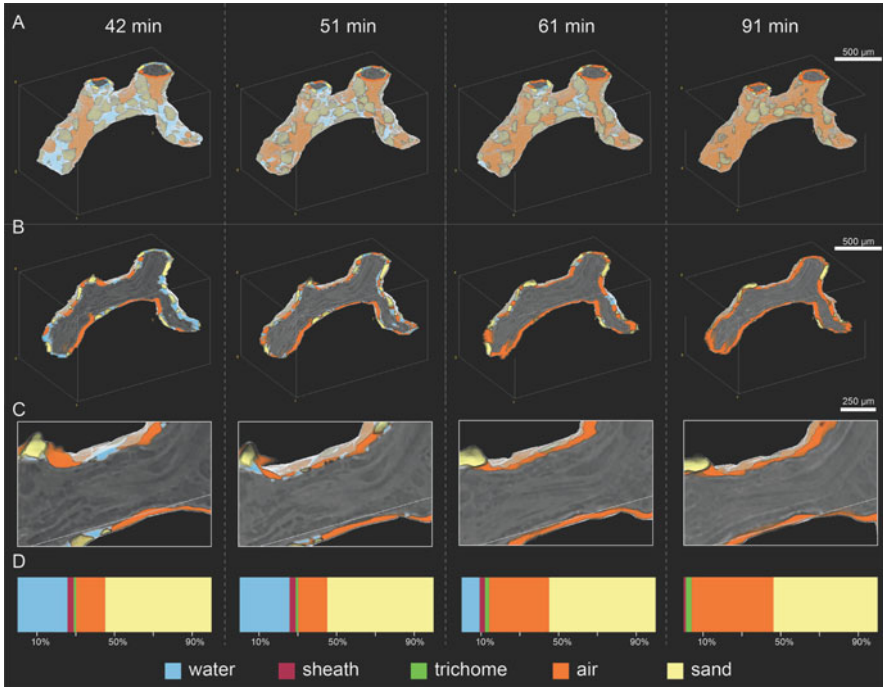 A
42 min 51 min 61 min 91 min
500 µm
B
500 µm
250 µm
C
D
10% 50% 90% 10% 50% 90% 10% 50% 90% 10% 50% 90%
water sheath trichome air sand